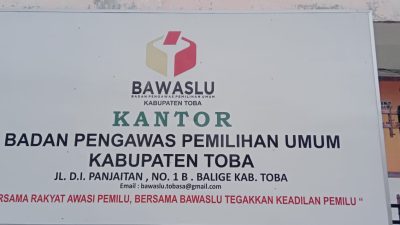 BAWASLU
BADAN PENGAWAS PEMILIHAN UMUM
KABUPATEN TOBA
KANTOR
BADAN PENGAWAS PEMILIHAN UMUM
KABUPATEN TOBA
JL. D.I. PANJAITAN , NO. 1 B . BALIGE KAB. TOBA
Email : bawaslu.tobasa@gmail.com
ERSAMA RAKYAT AWASI PEMILU, BERSAMA BAWASLU TEGAKKAN KEADILAN PEMILU "